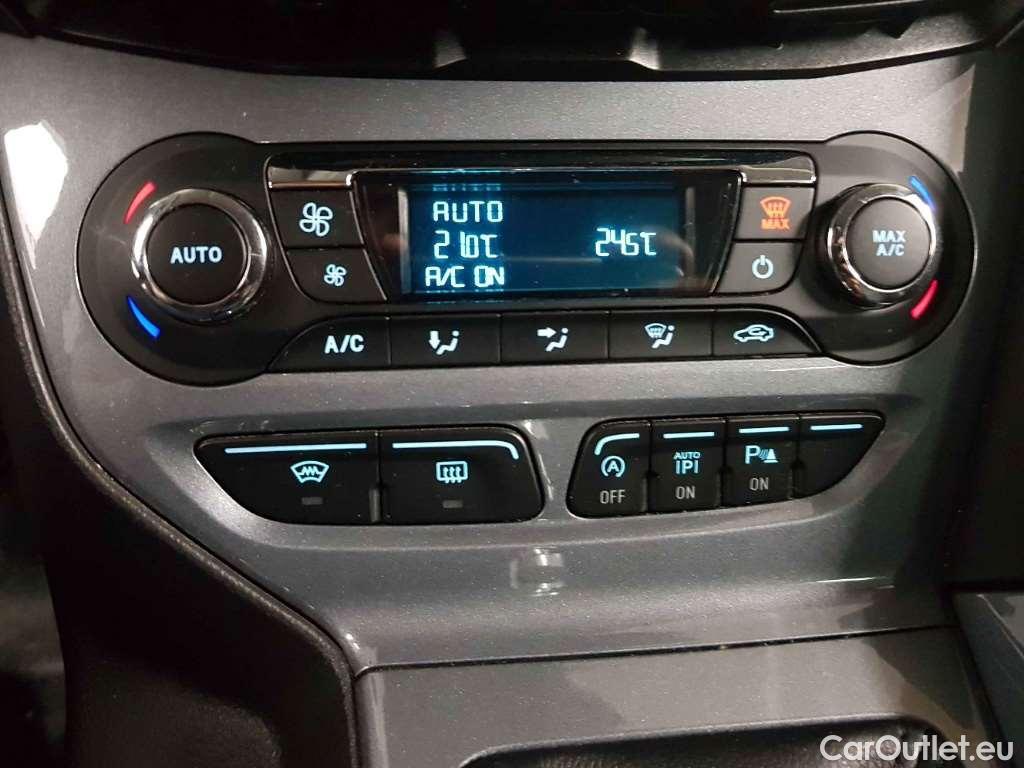 AUTO
AUTO
21.0°C 24.5°C
A/C ON
MAX
MAX
A/C
A/C
A
OFF
AUTO
P
ON
P
ON
CarOutlet.eu